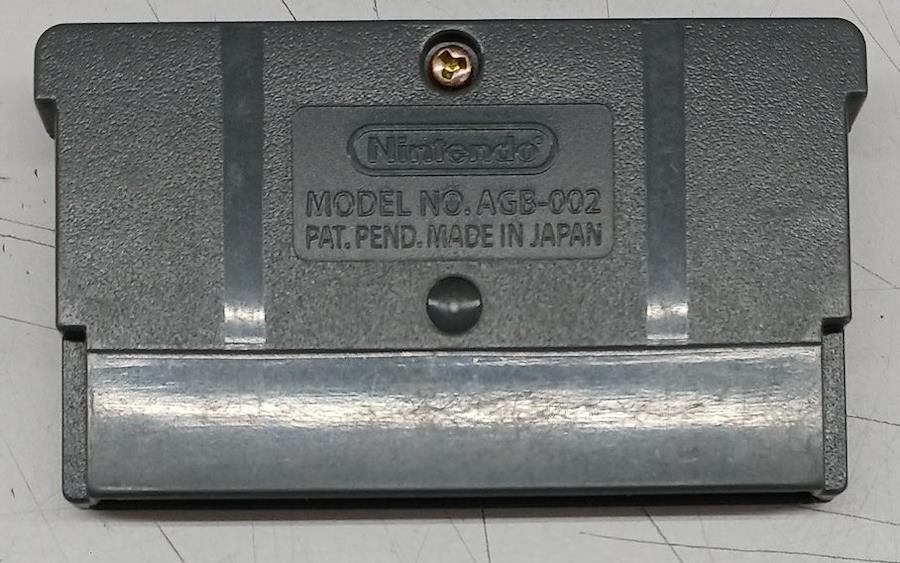 Nintendo®
MODEL NO. AGB-002
PAT. PEND. MADE IN JAPAN